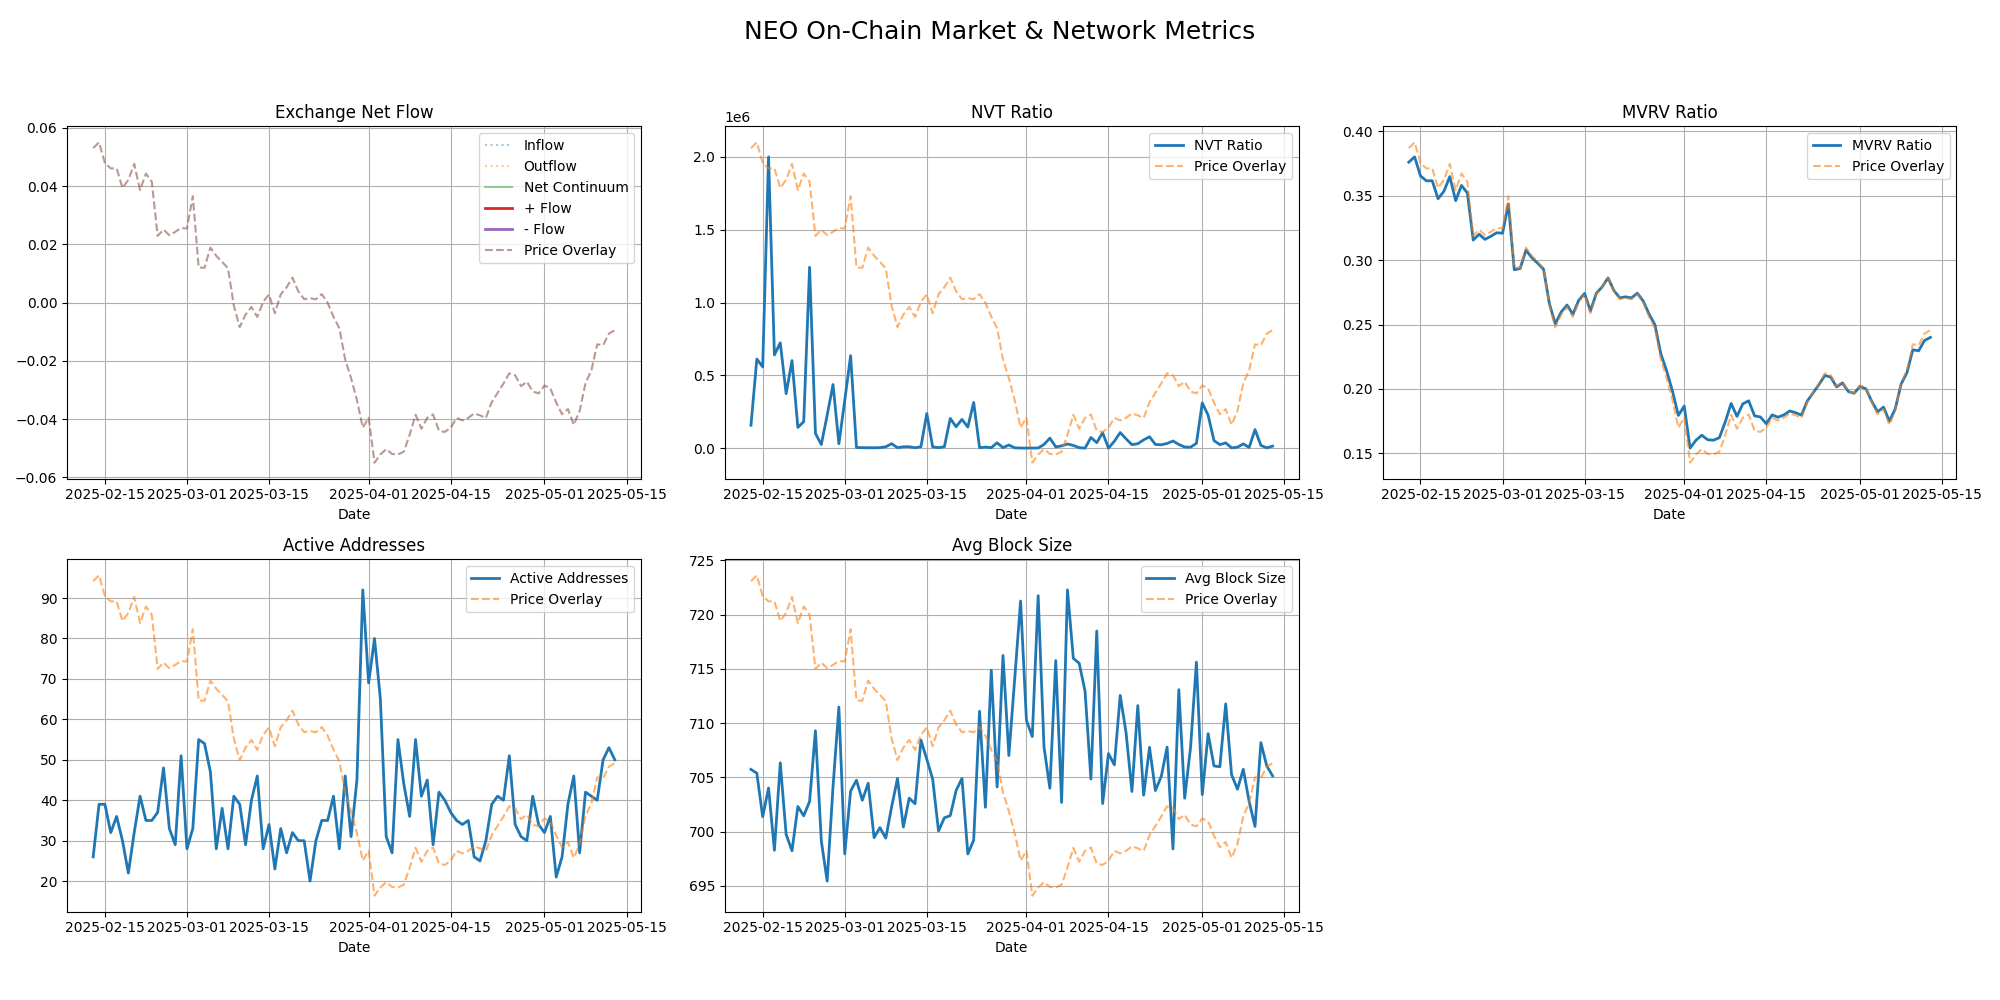 NEO On-Chain Market & Network Metrics
Exchange Net Flow
0.06
0.04
0.02
0.00
−0.02
−0.04
−0.06
Inflow
Outflow
Net Continuum
+ Flow
- Flow
Price Overlay
2025-02-15 2025-03-01 2025-03-15 2025-04-01 2025-04-15 2025-05-01 2025-05-15
Date
NVT Ratio
1e6
2.0
1.5
1.0
0.5
0.0
NVT Ratio
Price Overlay
2025-02-15 2025-03-01 2025-03-15 2025-04-01 2025-04-15 2025-05-01 2025-05-15
Date
MVRV Ratio
0.40
0.35
0.30
0.25
0.20
0.15
MVRV Ratio
Price Overlay
2025-02-15 2025-03-01 2025-03-15 2025-04-01 2025-04-15 2025-05-01 2025-05-15
Date
Active Addresses
90
80
70
60
50
40
30
20
Active Addresses
Price Overlay
2025-02-15 2025-03-01 2025-03-15 2025-04-01 2025-04-15 2025-05-01 2025-05-15
Date
Avg Block Size
725
720
715
710
705
700
695
Avg Block Size
Price Overlay
2025-02-15 2025-03-01 2025-03-15 2025-04-01 2025-04-15 2025-05-01 2025-05-15
Date